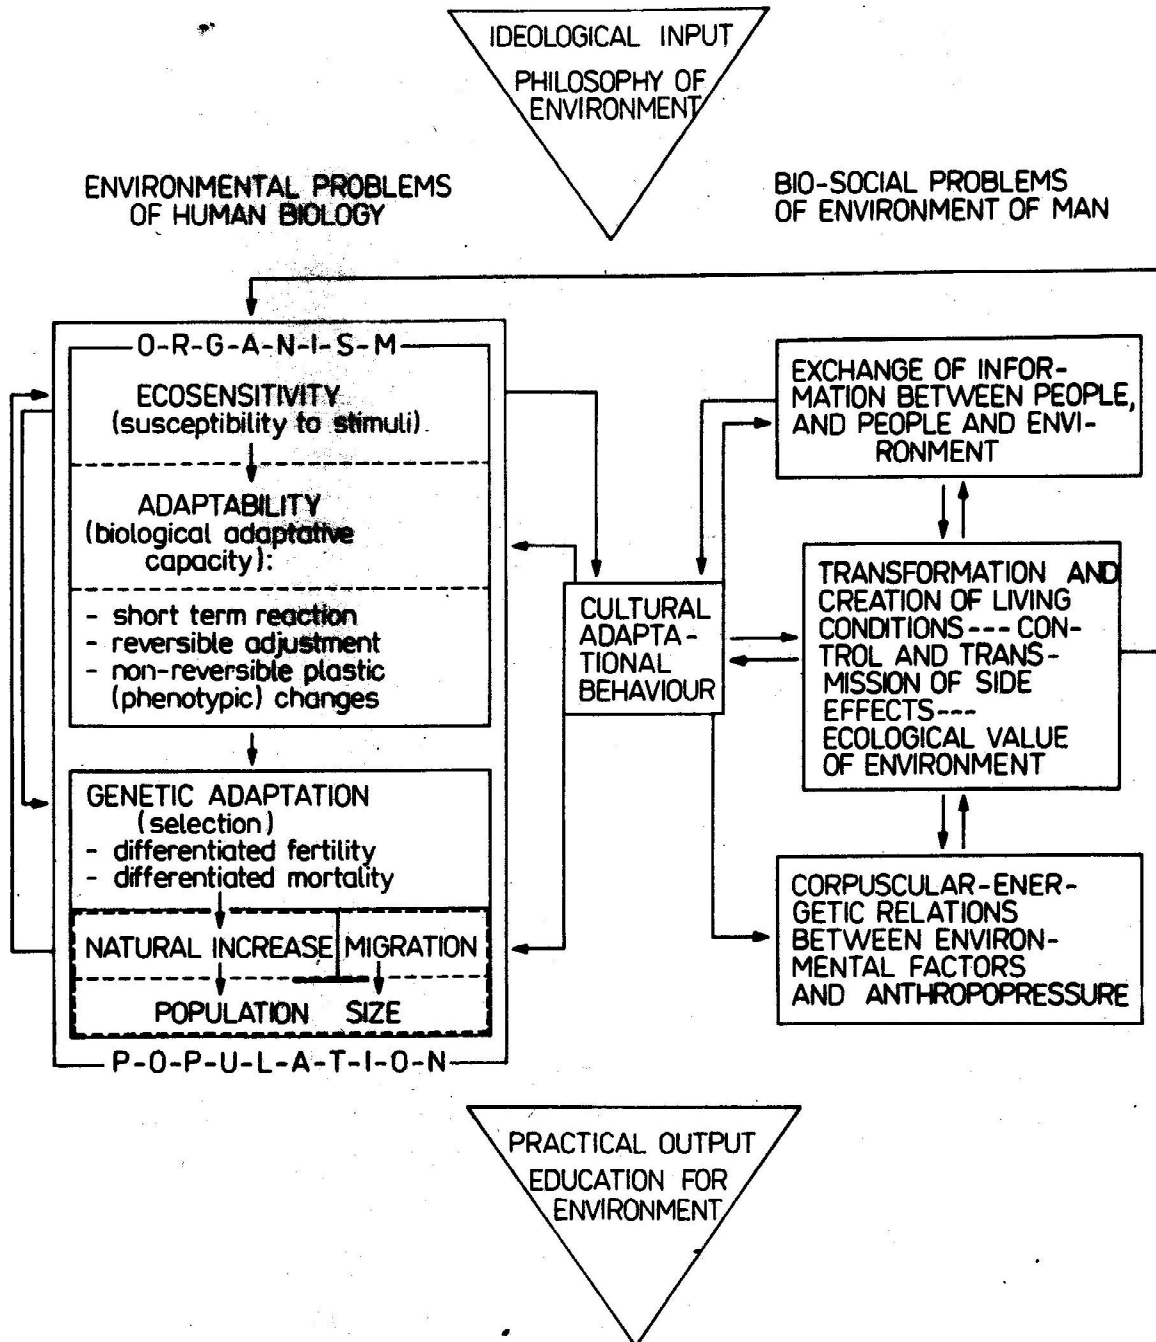 IDEOLOGICAL INPUT
PHILOSOPHY OF
ENVIRONMENT
ENVIRONMENTAL PROBLEMS
OF HUMAN BIOLOGY
BIO-SOCIAL PROBLEMS
OF ENVIRONMENT OF MAN
O-R-G-A-N-I-S-M
ECOSENSITIVITY
(susceptibility to stimuli)
ADAPTABILITY
(biological adaptative
capacity):
- short term reaction
- reversible adjustment
- non-reversible plastic
(phenotypic) changes
GENETIC ADAPTATION
(selection)
- differentiated fertility
- differentiated mortality
NATURAL INCREASE
MIGRATION
POPULATION SIZE
P-O-P-U-L-A-T-I-O-N
CULTURAL
ADAPTA-
TIONAL
BEHAVIOUR
EXCHANGE OF INFOR-
MATION BETWEEN PEOPLE,
AND PEOPLE AND ENVI-
RONMENT
TRANSFORMATION AND
CREATION OF LIVING
CONDITIONS --- CON-
TROL AND TRANS-
MISSION OF SIDE
EFFECTS---
ECOLOGICAL VALUE
OF ENVIRONMENT
CORPUSCULAR-ENER-
GETIC RELATIONS
BETWEEN ENVIRON-
MENTAL FACTORS
AND ANTHROPOPRESSURE
PRACTICAL OUTPUT
EDUCATION FOR
ENVIRONMENT